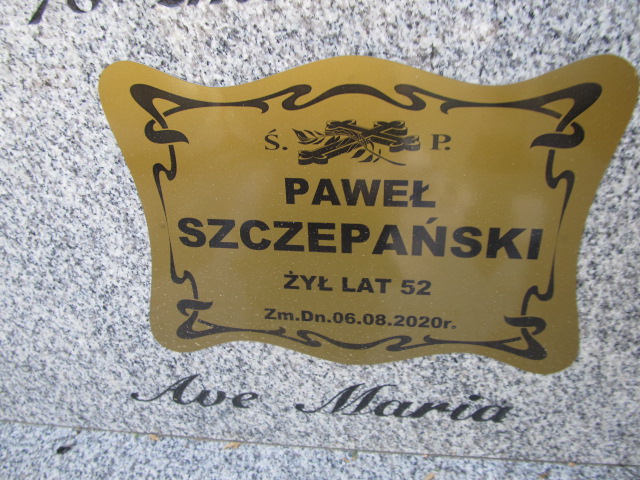 Ś. P.
PAWEŁ
SZCZEPAŃSKI
ŻYŁ LAT 52
Zm.Dn.06.08.2020r.
Ave Maria